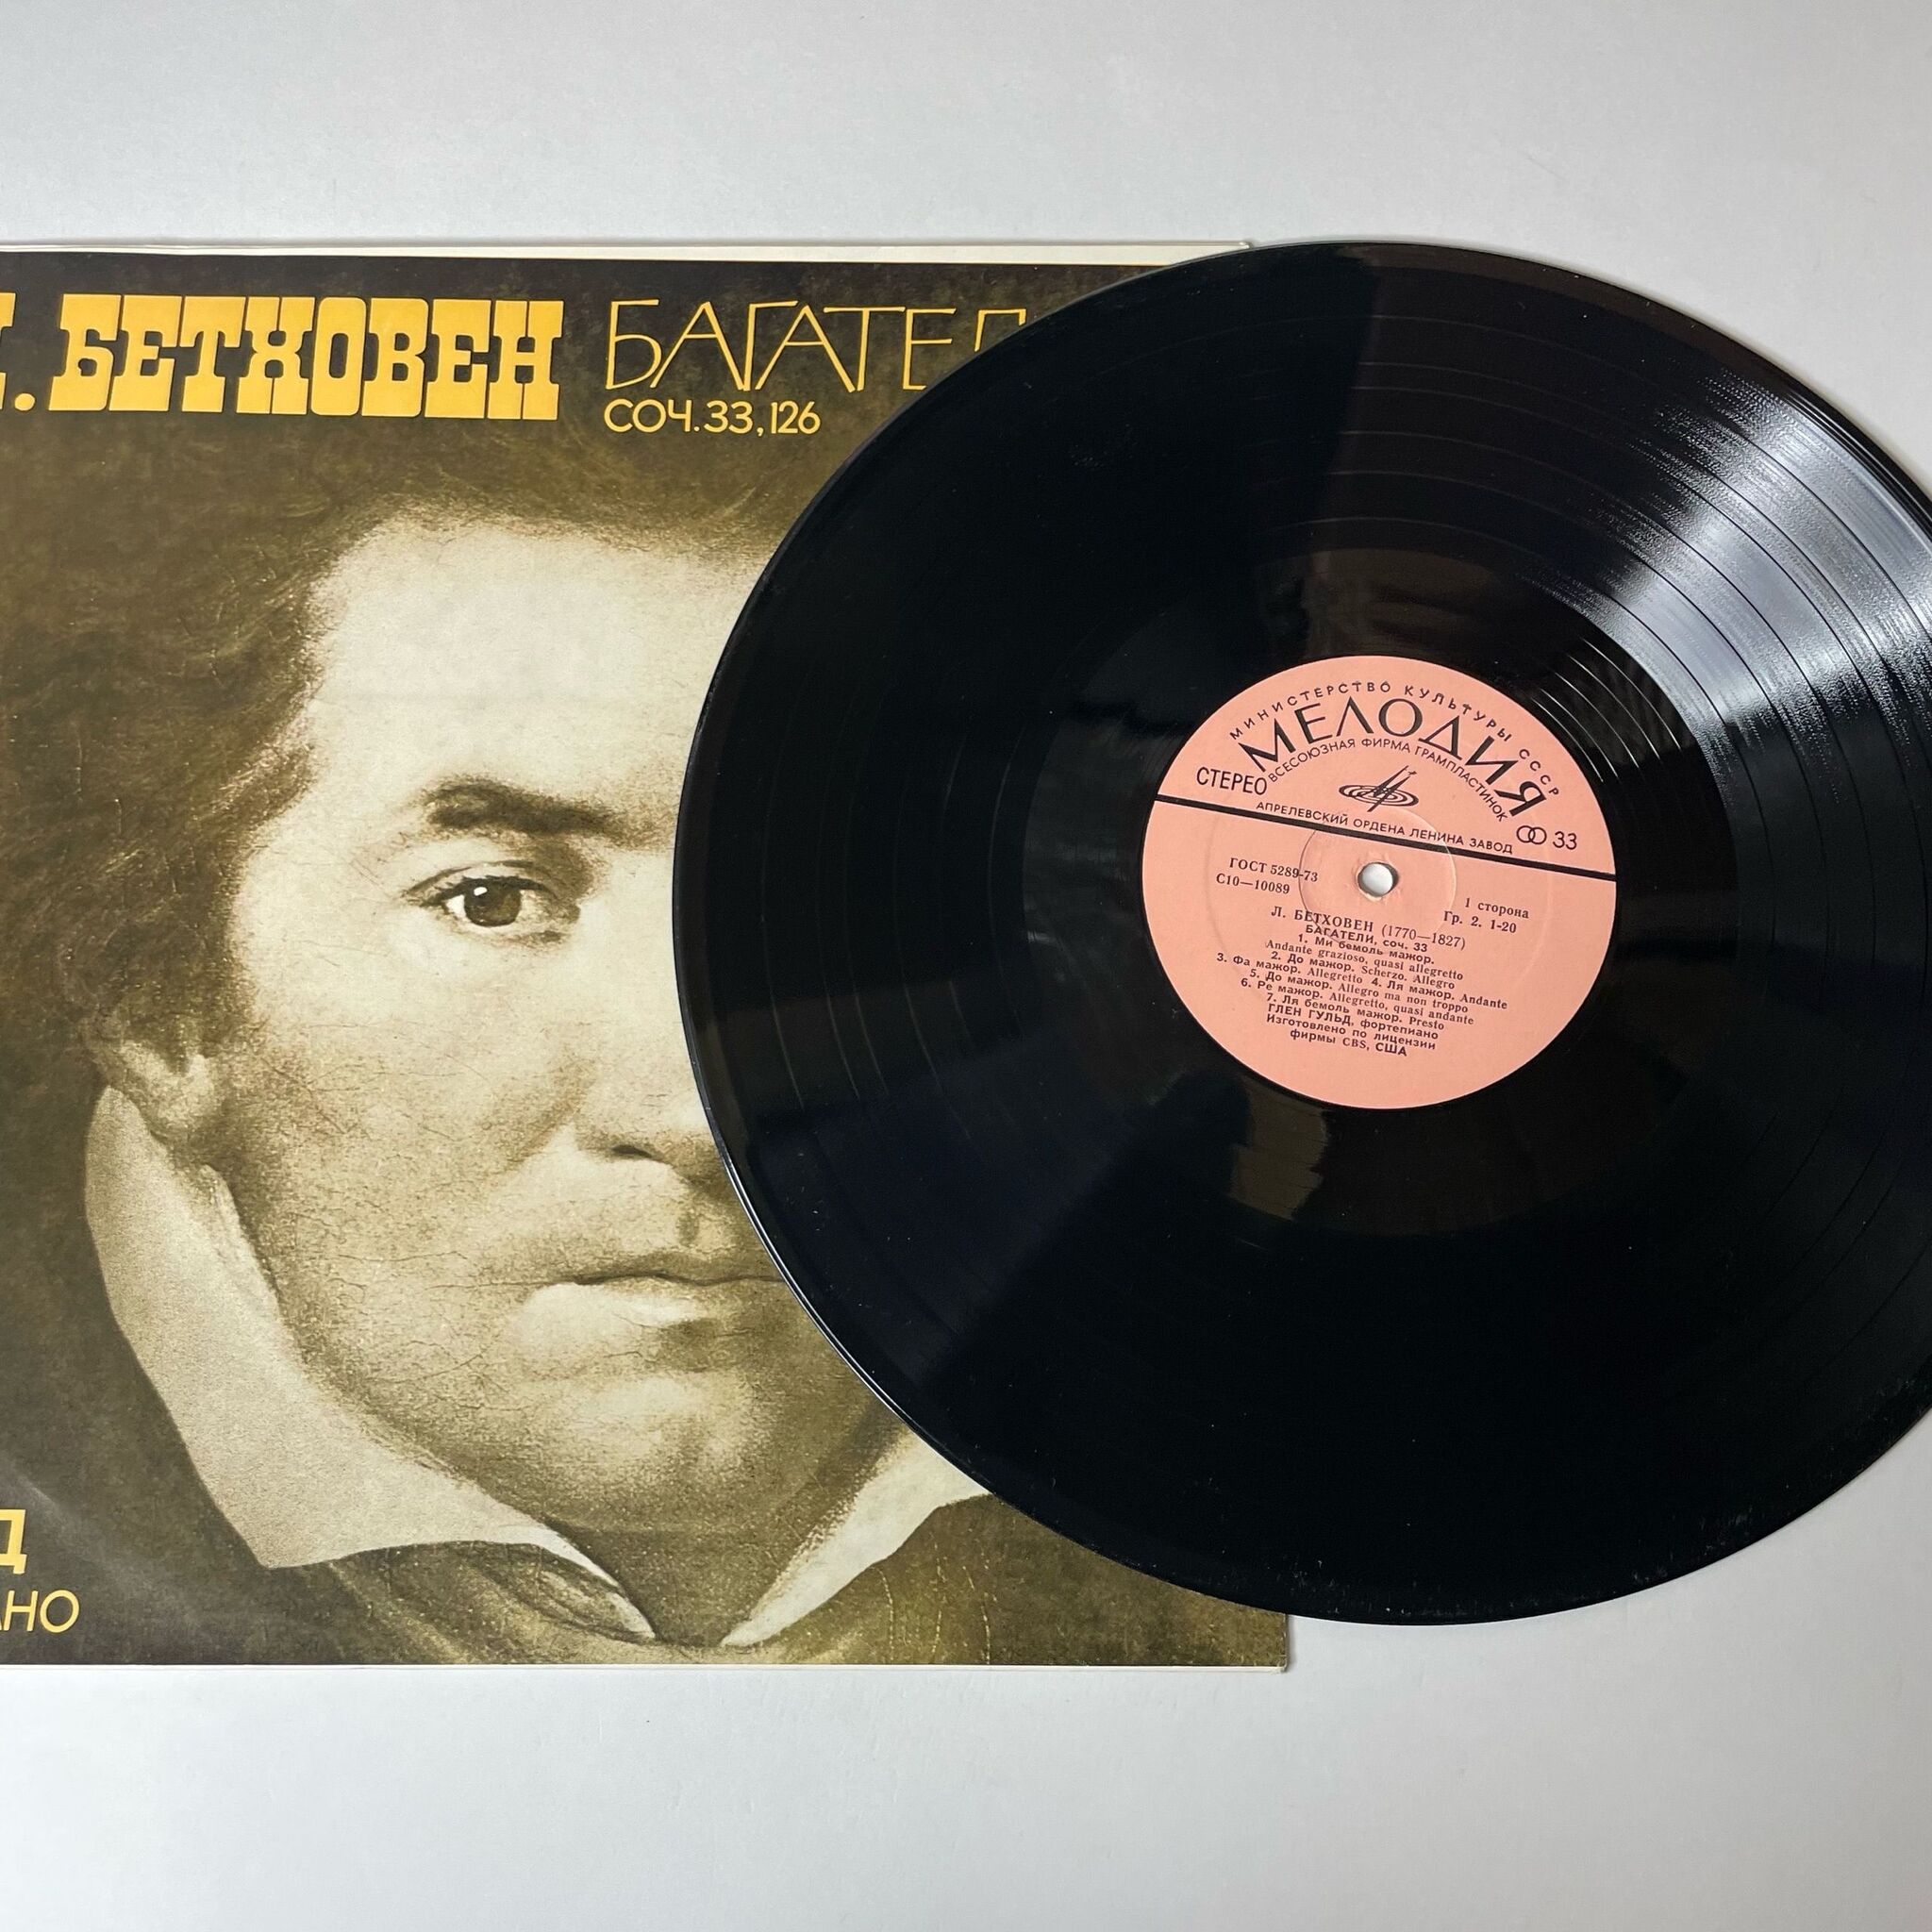 . БЕТХОВЕН
БАГАТЕЛ
СОЧ.33,126
Д
АНО
МИНИСТЕРСТВО КУЛЬТУРЫ СССР
МЕЛОДИЯ
ВСЕСОЮЗНАЯ ФИРМА ГРАМПЛАСТИНОК
СТЕРЕО
АПРЕЛЕВСКИЙ ОРДЕНА ЛЕНИНА ЗАВОД
33
ГОСТ 5289-73
С10—10089
1 сторона
Гр. 2. 1-20
Л. БЕТХОВЕН (1770—1827)
БАГАТЕЛИ, соч. 33
1. Ми бемоль мажор.
Andante grazioso, quasi allegretto
2. До мажор. Scherzo. Allegro
3. Фа мажор. Allegretto 4. Ля мажор. Andante
5. До мажор. Allegro ma non troppo
6. Ре мажор. Allegretto, quasi andante
7. Ля бемоль мажор. Presto
ГЛЕН ГУЛЬД, фортепиано
Изготовлено по лицензии
фирмы CBS, США